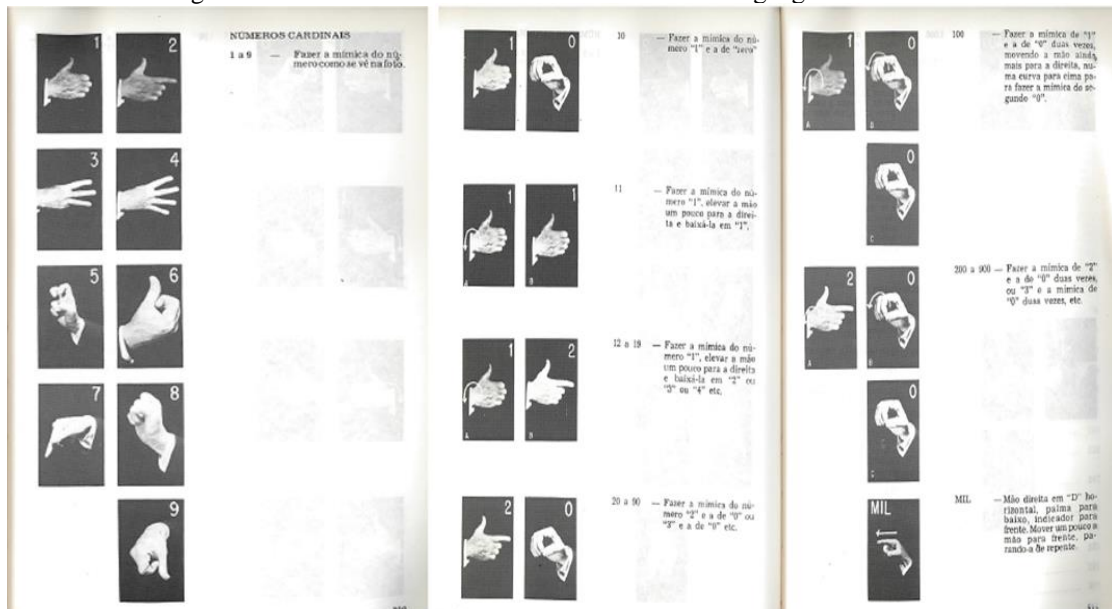 1
2
NÚMEROS CARDINAIS
1 a 9 — Fazer a mímica do nú-
mero como se vê na foto.
3
4
5
6
7
8
9
1
0
10 — Fazer a mímica do nú-
mero "1" e a de "zero"
1
1
11 — Fazer a mímica do nú-
mero "1", elevar a mão
um pouco para a direi-
ta e baixá-la em "1".
B
1
2
12 a 19 — Fazer a mímica do nú-
mero "1", elevar a mão
um pouco para a direita
e baixá-la em "2" ou
"3" ou "4" etc.
A
B
2
0
20 a 90 — Fazer a mímica do nú-
mero "2" e a de "0" ou
"3" e a de "0" etc.
1
0
100 — Fazer a mímica de "1"
e a de "0" duas vezes,
movendo a mão ainda
mais para a direita, nu-
ma curva para cima pa-
ra fazer a mímica do se-
gundo "0".
A
B
0
C
2
0
200 a 900 — Fazer a mímica de "2"
e a de "0" duas vezes,
ou "3" e a mímica de
"0" duas vezes, etc.
A
B
0
C
MIL
MIL — Mão direita em "D" ho-
rizontal, palma para
baixo, indicador para
frente. Mover um pouco a
mão para frente, pa-
rando-a de repente.